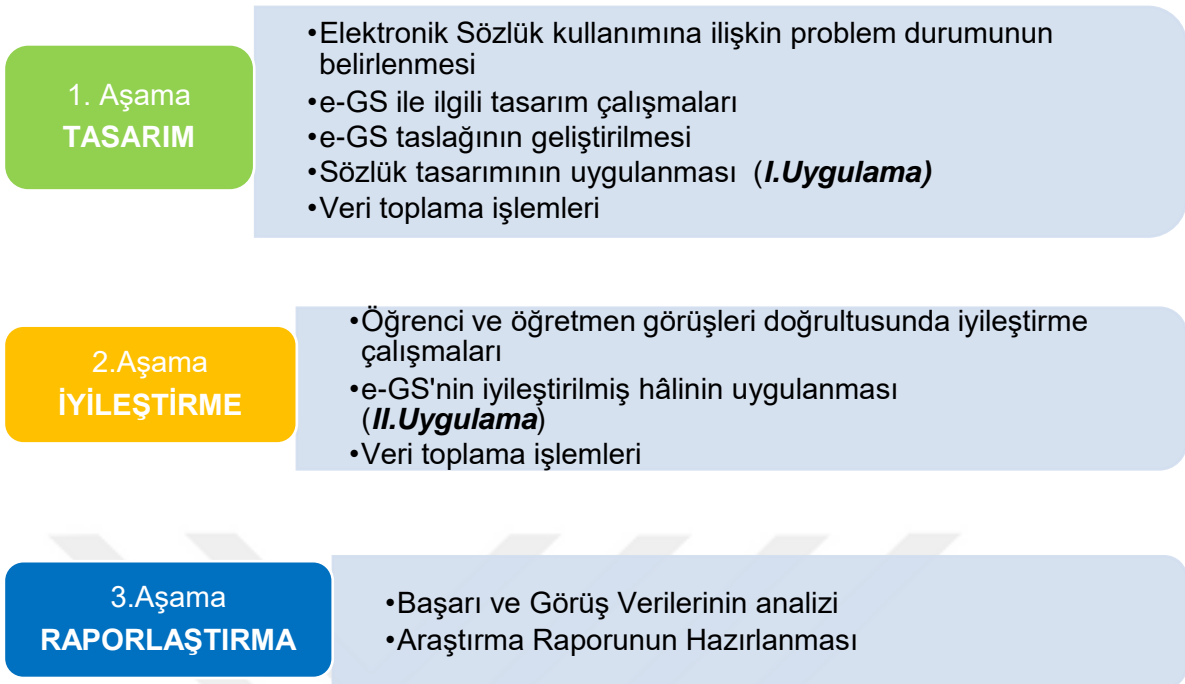 1. Aşama
TASARIM
•Elektronik Sözlük kullanımına ilişkin problem durumunun
belirlenmesi
•e-GS ile ilgili tasarım çalışmaları
•e-GS taslağının geliştirilmesi
•Sözlük tasarımının uygulanması (I.Uygulama)
•Veri toplama işlemleri
2.Aşama
İYİLEŞTİRME
•Öğrenci ve öğretmen görüşleri doğrultusunda iyileştirme
çalışmaları
•e-GS'nin iyileştirilmiş hâlinin uygulanması
(II.Uygulama)
•Veri toplama işlemleri
3.Aşama
RAPORLAŞTIRMA
•Başarı ve Görüş Verilerinin analizi
•Araştırma Raporunun Hazırlanması